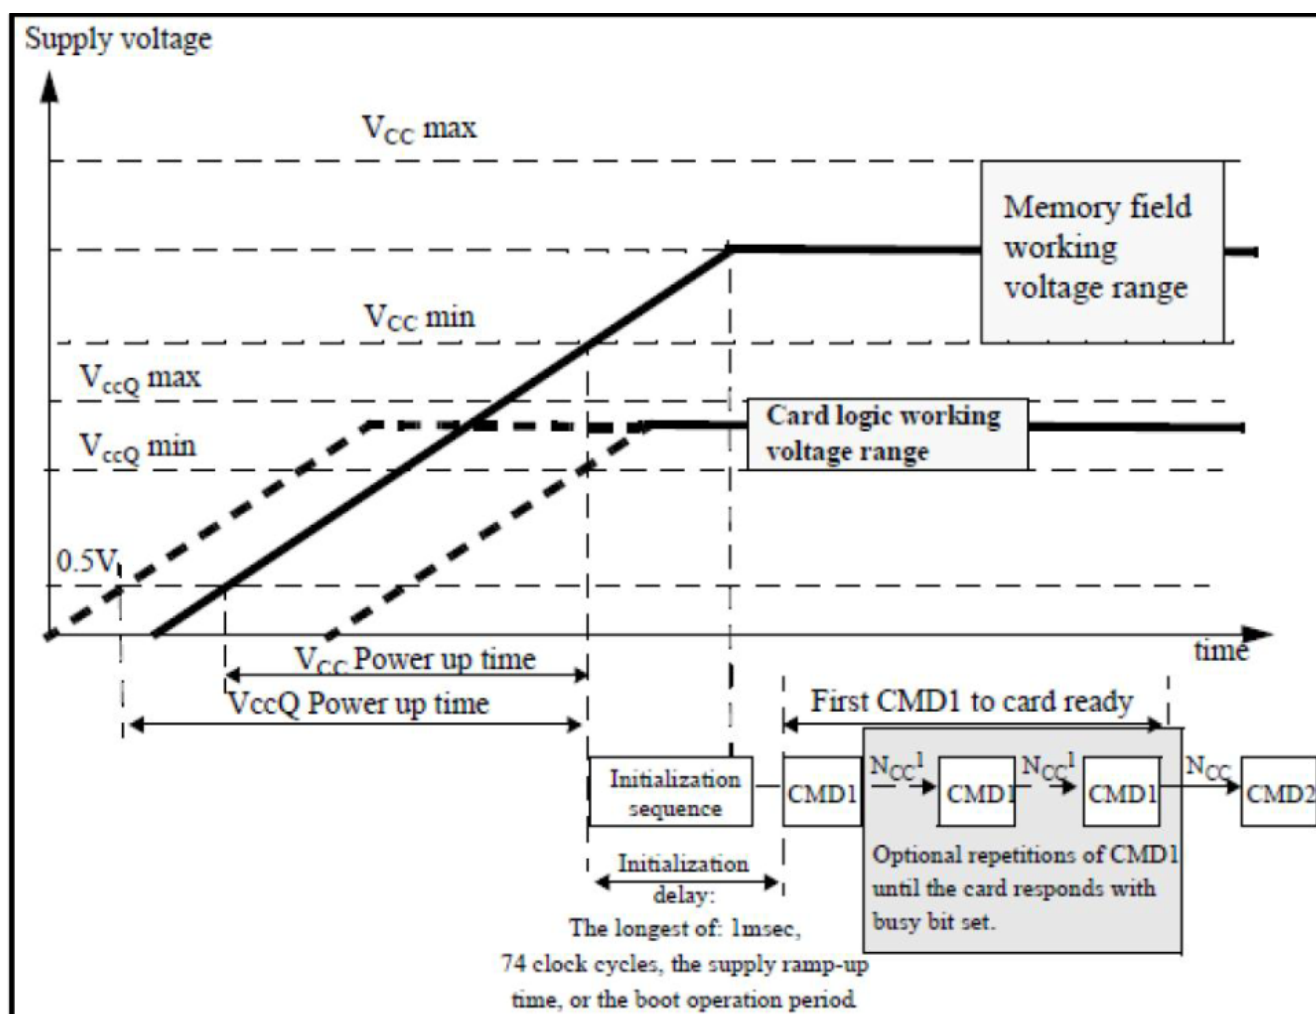 Supply voltage
VCC max
Memory field
working
voltage range
VCC min
VccQ max
Card logic working
voltage range
VccQ min
0.5V
time
VCC Power up time
VccQ Power up time
First CMD1 to card ready
Initialization
sequence
CMD1
NCC1
CMD1
NCC1
CMD1
NCC
CMD2
Optional repetitions of CMD1
until the card responds with
busy bit set.
Initialization
delay:
The longest of: 1msec,
74 clock cycles, the supply ramp-up
time, or the boot operation period